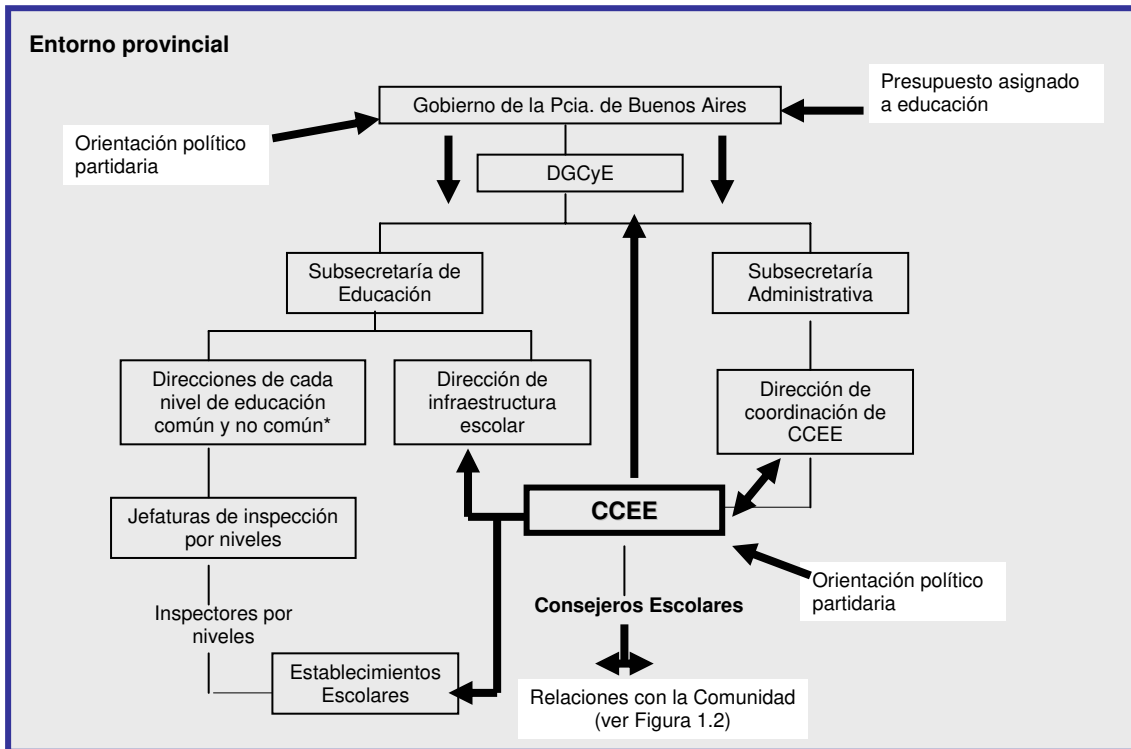 Entorno provincial
Presupuesto asignado
a educación
Gobierno de la Pcia. de Buenos Aires
Orientación político
partidaria
DGCyE
Subsecretaría de
Educación
Subsecretaría
Administrativa
Direcciones de cada
nivel de educación
común y no común*
Dirección de
infraestructura
escolar
Dirección de
coordinación de
CCEE
CCEE
Jefaturas de inspección
por niveles
Orientación político
partidaria
Consejeros Escolares
Inspectores por
niveles
Establecimientos
Escolares
Relaciones con la Comunidad
(ver Figura 1.2)